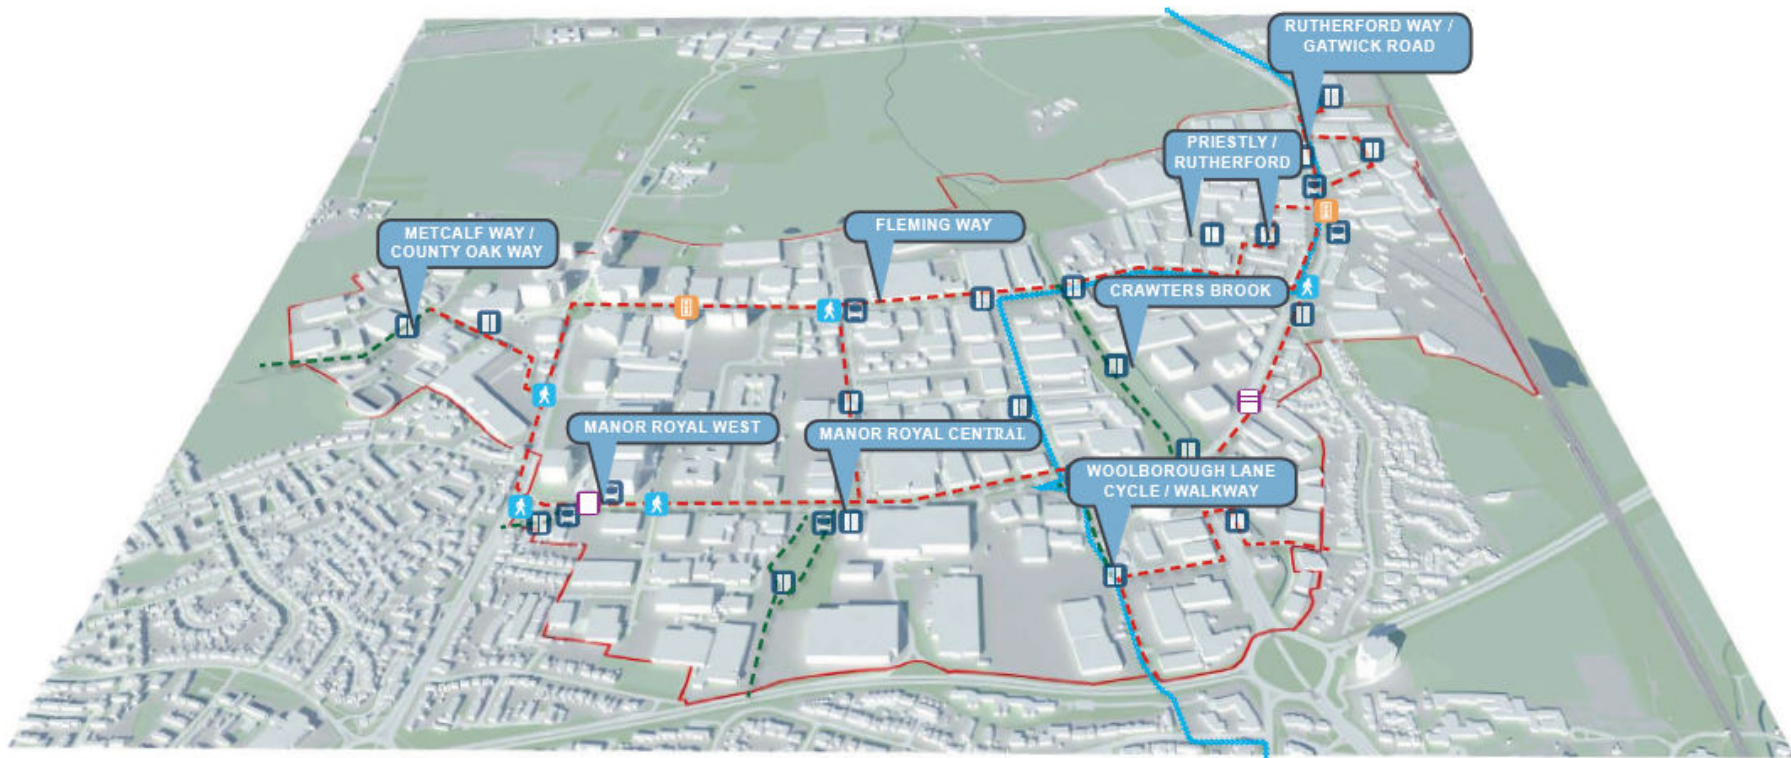 RUTHERFORD WAY /
GATWICK ROAD
PRIESTLY /
RUTHERFORD
METCALF WAY /
COUNTY OAK WAY
FLEMING WAY
CRAWTERS BROOK
MANOR ROYAL WEST
MANOR ROYAL CENTRAL
WOOLBOROUGH LANE
CYCLE / WALKWAY